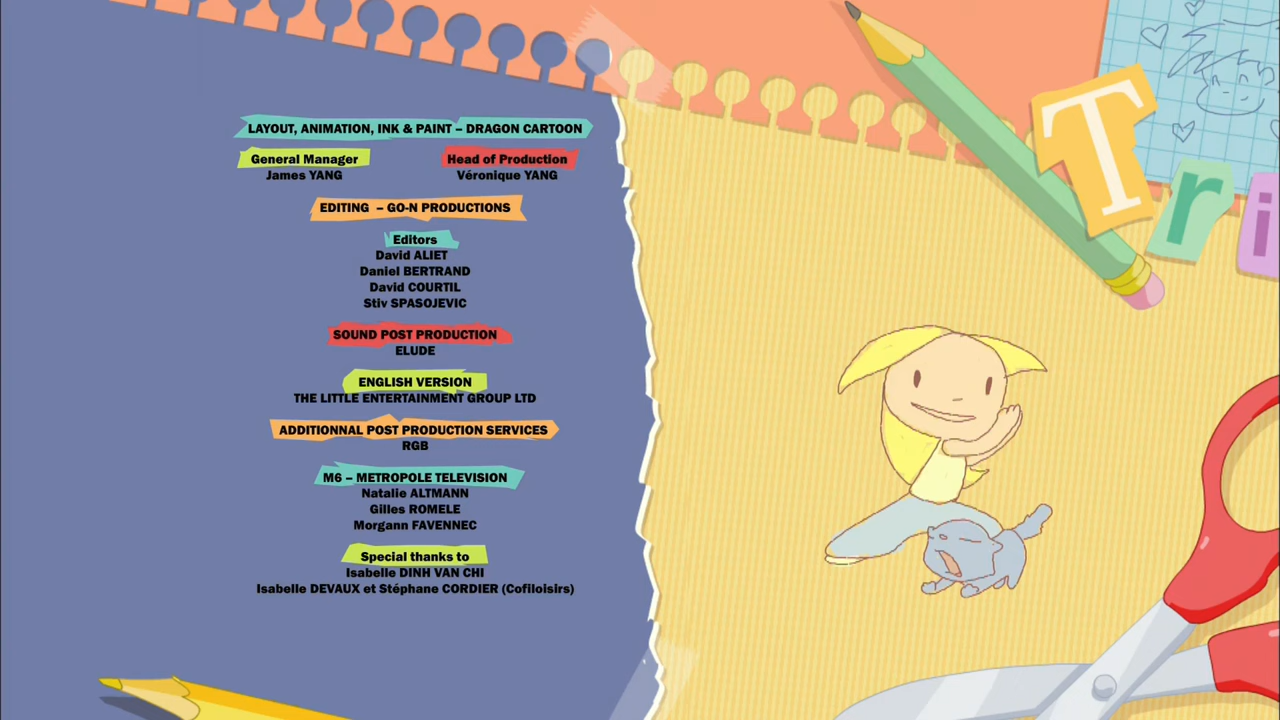 LAYOUT, ANIMATION, INK & PAINT – DRAGON CARTOON
General Manager
James YANG
Head of Production
Véronique YANG
EDITING – GO-N PRODUCTIONS
Editors
David ALIET
Daniel BERTRAND
David COURTIL
Stiv SPASOJEVIC
SOUND POST PRODUCTION
ELUDE
ENGLISH VERSION
THE LITTLE ENTERTAINMENT GROUP LTD
ADDITIONNAL POST PRODUCTION SERVICES
RGB
M6 – METROPOLE TELEVISION
Natalie ALTMANN
Gilles ROMELE
Morgann FAVENNEC
Special thanks to
Isabelle DINH VAN CHI
Isabelle DEVAUX et Stéphane CORDIER (Cofiloisirs)
Tri